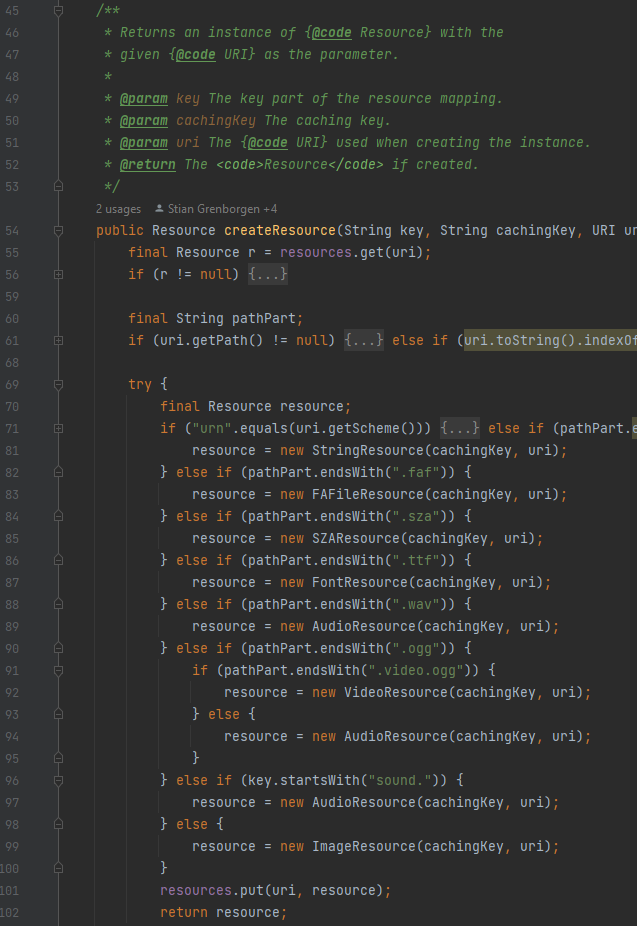 45 /**
46 * Returns an instance of {@code Resource} with the
47 * given {@code URI} as the parameter.
48 *
49 * @param key The key part of the resource mapping.
50 * @param cachingKey The caching key.
51 * @param uri The {@code URI} used when creating the instance.
52 * @return The <code>Resource</code> if created.
53 */
2 usages Stian Grenborgen +4
54 public Resource createResource(String key, String cachingKey, URI ur
55 final Resource r = resources.get(uri);
56 if (r != null) {...}
59
60 final String pathPart;
61 if (uri.getPath() != null) {...} else if (uri.toString().indexOf
68
69 try {
70 final Resource resource;
71 if ("urn".equals(uri.getScheme())) {...} else if (pathPart.e
81 resource = new StringResource(cachingKey, uri);
82 } else if (pathPart.endsWith(".faf")) {
83 resource = new FAFileResource(cachingKey, uri);
84 } else if (pathPart.endsWith(".sza")) {
85 resource = new SZAResource(cachingKey, uri);
86 } else if (pathPart.endsWith(".ttf")) {
87 resource = new FontResource(cachingKey, uri);
88 } else if (pathPart.endsWith(".wav")) {
89 resource = new AudioResource(cachingKey, uri);
90 } else if (pathPart.endsWith(".ogg")) {
91 if (pathPart.endsWith(".video.ogg")) {
92 resource = new VideoResource(cachingKey, uri);
93 } else {
94 resource = new AudioResource(cachingKey, uri);
95 }
96 } else if (key.startsWith("sound.")) {
97 resource = new AudioResource(cachingKey, uri);
98 } else {
99 resource = new ImageResource(cachingKey, uri);
100 }
101 resources.put(uri, resource);
102 return resource;